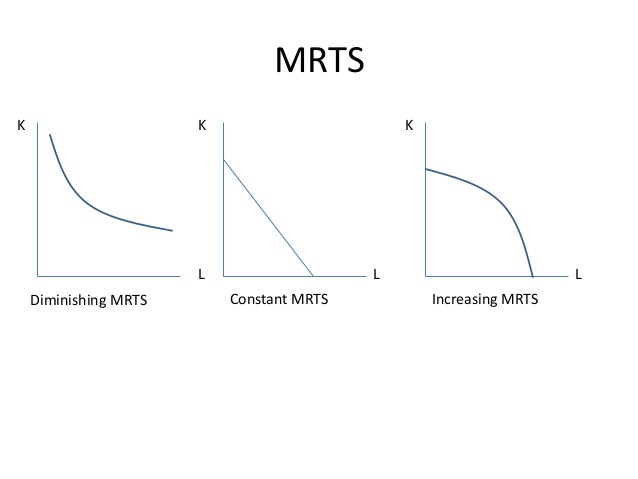 MRTS
K
K
K
L
L
L
Diminishing MRTS
Constant MRTS
Increasing MRTS